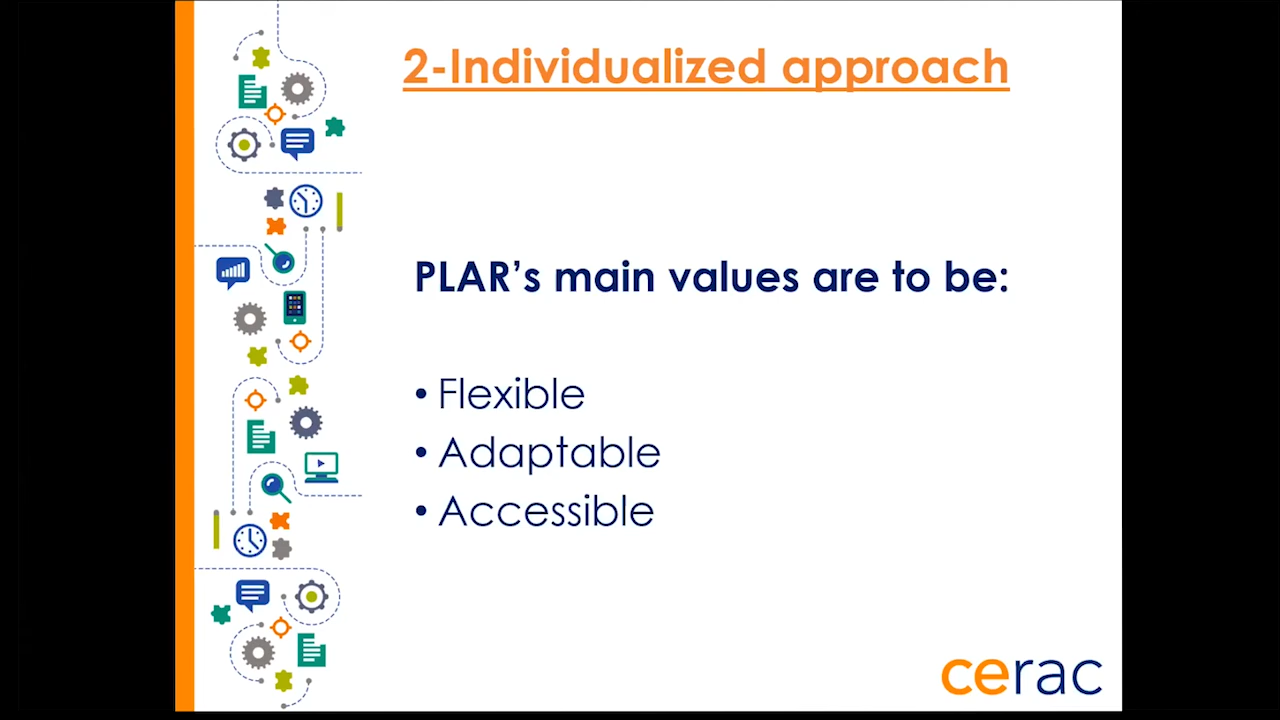 2-Individualized approach
PLAR’s main values are to be:
• Flexible
• Adaptable
• Accessible
cerac